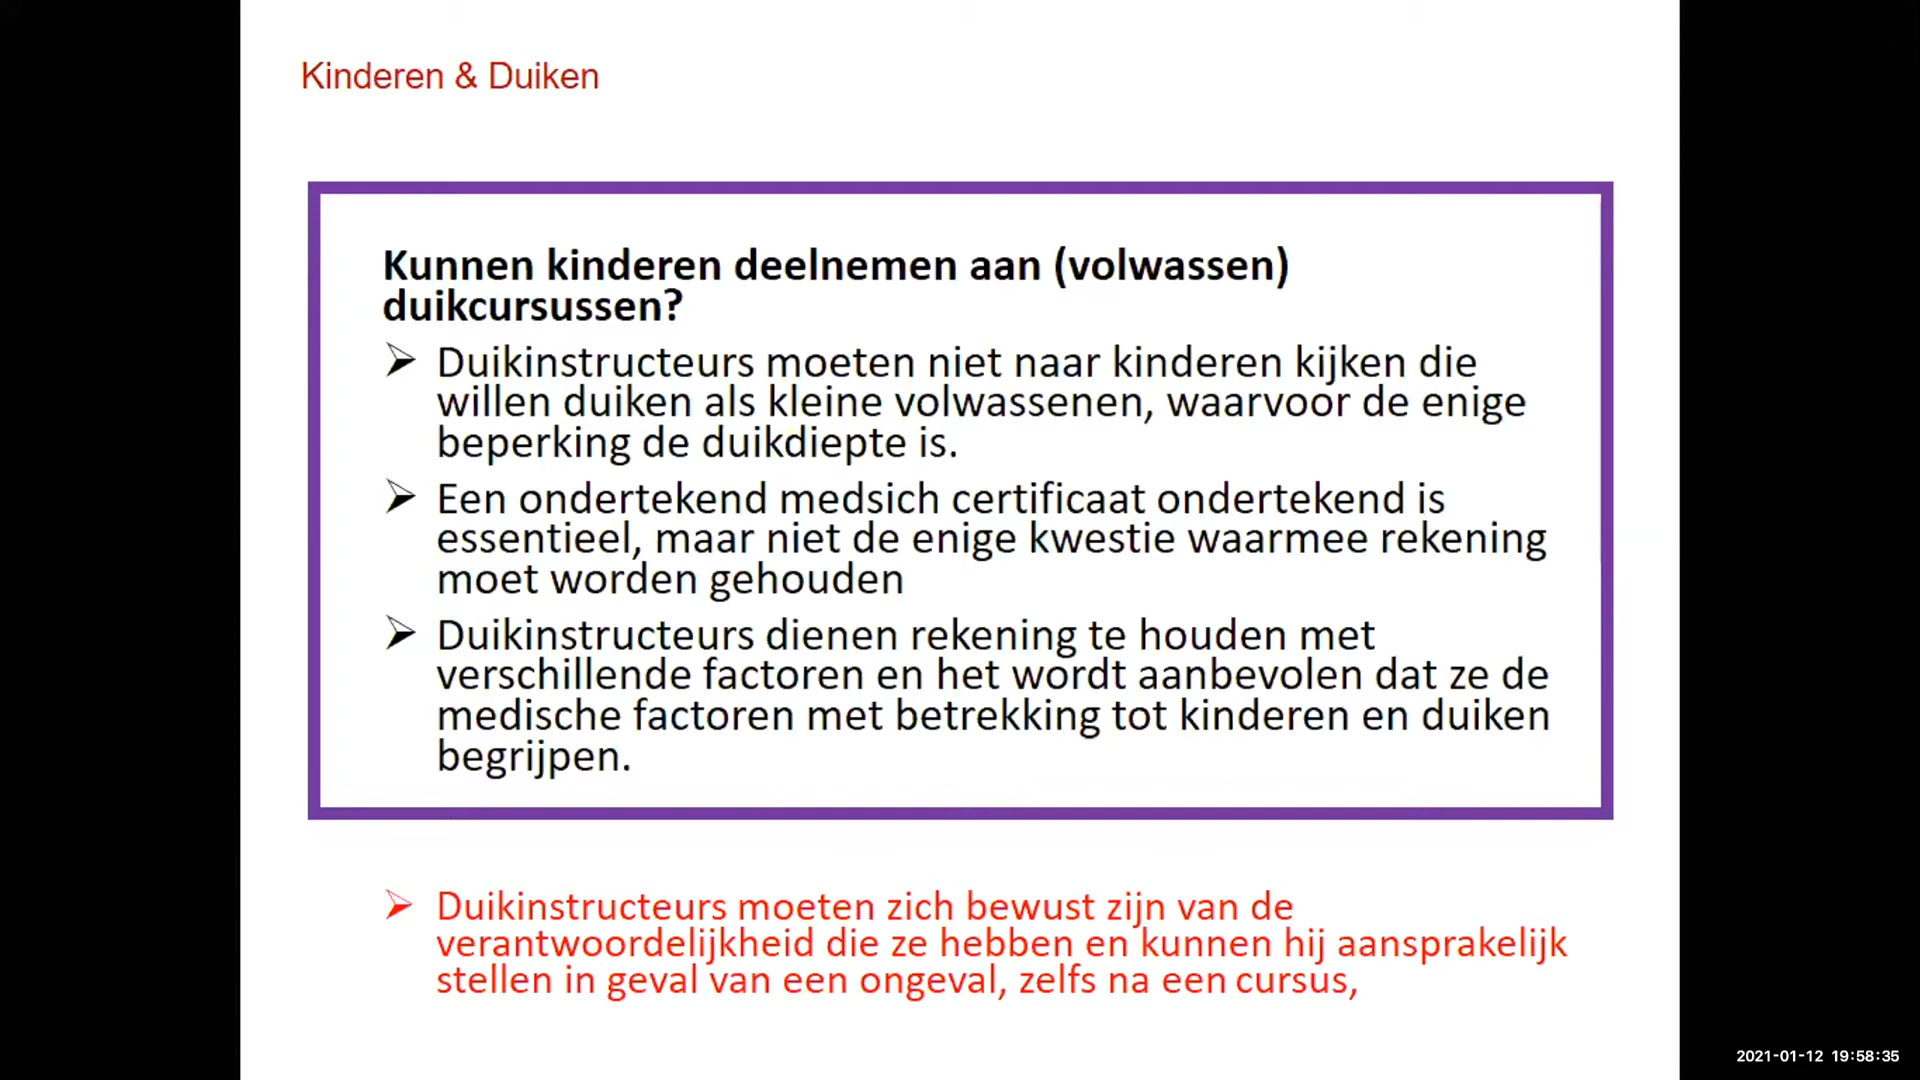 Kinderen & Duiken
Kunnen kinderen deelnemen aan (volwassen)
duikcursussen?
➢ Duikinstructeurs moeten niet naar kinderen kijken die
willen duiken als kleine volwassenen, waarvoor de enige
beperking de duikdiepte is.
➢ Een ondertekend medsich certificaat ondertekend is
essentieel, maar niet de enige kwestie waarmee rekening
moet worden gehouden
➢ Duikinstructeurs dienen rekening te houden met
verschillende factoren en het wordt aanbevolen dat ze de
medische factoren met betrekking tot kinderen en duiken
begrijpen.
➢ Duikinstructeurs moeten zich bewust zijn van de
verantwoordelijkheid die ze hebben en kunnen hij aansprakelijk
stellen in geval van een ongeval, zelfs na een cursus,
2021-01-12 19:58:35